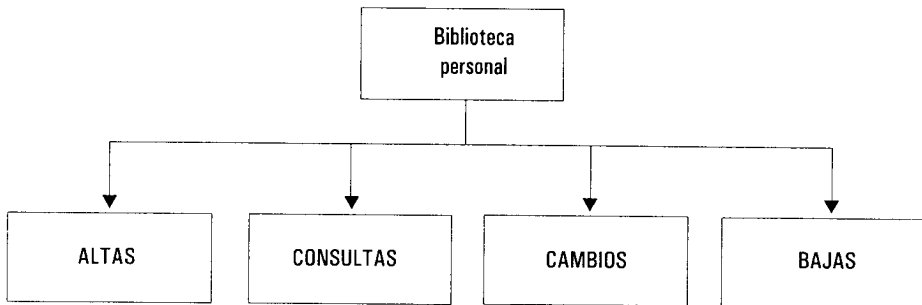 Biblioteca
personal
ALTAS
CONSULTAS
CAMBIOS
BAJAS